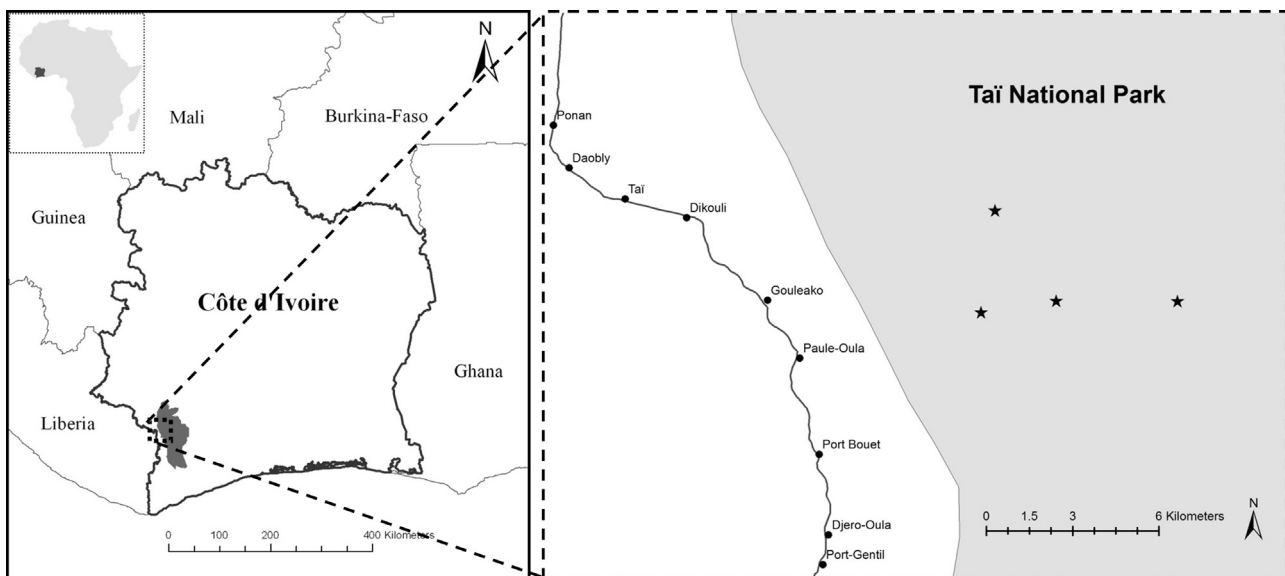 N
Mali
Burkina-Faso
Guinea
Côte d'Ivoire
Ghana
Liberia
0 100 200 400 Kilometers
Taï National Park
Ponan
Daobly
Taï
Dikouli
Gouleako
Paule-Oula
Port Bouet
Djero-Oula
Port-Gentil
0 1.5 3 6 Kilometers
N